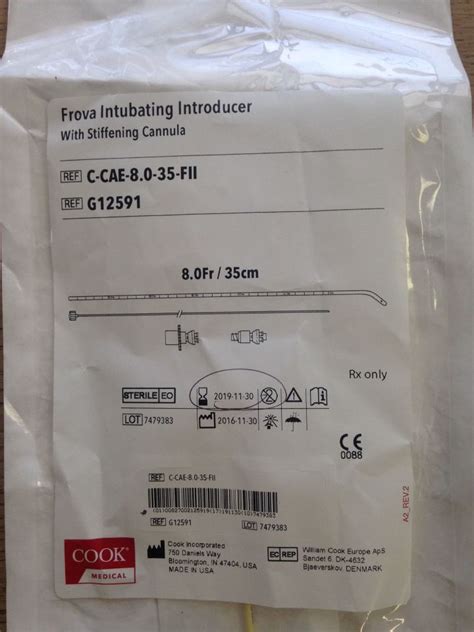 Frova Intubating Introducer
With Stiffening Cannula
REF C-CAE-8.0-35-FII
REF G12591
8.0Fr / 35cm
Rx only
STERILE EO 2019-11-30
LOT 7479383 2016-11-30
CE
0088
REF C-CAE-8.0-35-FII
REF G12591 LOT 7479383
A2_REV.2
COOK
MEDICAL
Cook Incorporated
750 Daniels Way
Bloomington, IN 47404, USA
MADE IN USA
EC REP William Cook Europe ApS
Sandet 6, DK-4632
Bjaeverskov, DENMARK